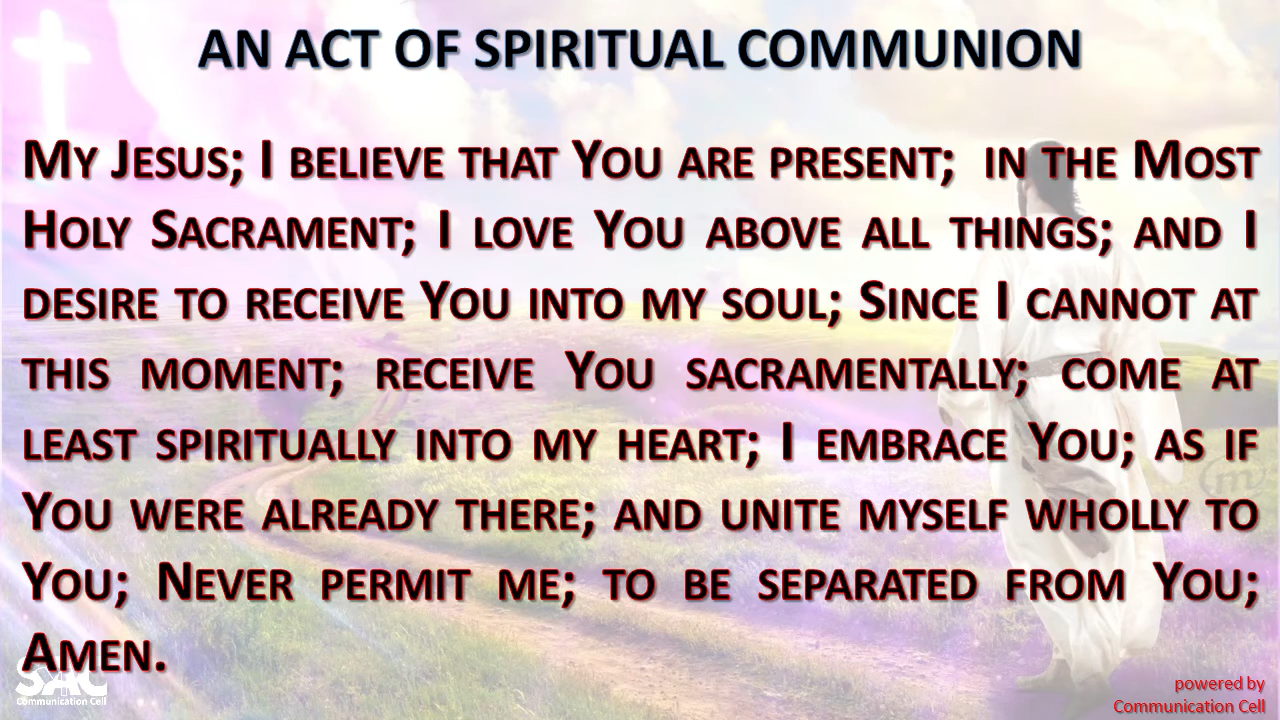 AN ACT OF SPIRITUAL COMMUNION
MY JESUS; I BELIEVE THAT YOU ARE PRESENT; IN THE MOST
HOLY SACRAMENT; I LOVE YOU ABOVE ALL THINGS; AND I
DESIRE TO RECEIVE YOU INTO MY SOUL; SINCE I CANNOT AT
THIS MOMENT; RECEIVE YOU SACRAMENTALLY; COME AT
LEAST SPIRITUALLY INTO MY HEART; I EMBRACE YOU; AS IF
YOU WERE ALREADY THERE; AND UNITE MYSELF WHOLLY TO
YOU; NEVER PERMIT ME; TO BE SEPARATED FROM YOU;
AMEN.
SAC
Communication Cell
powered by
Communication Cell